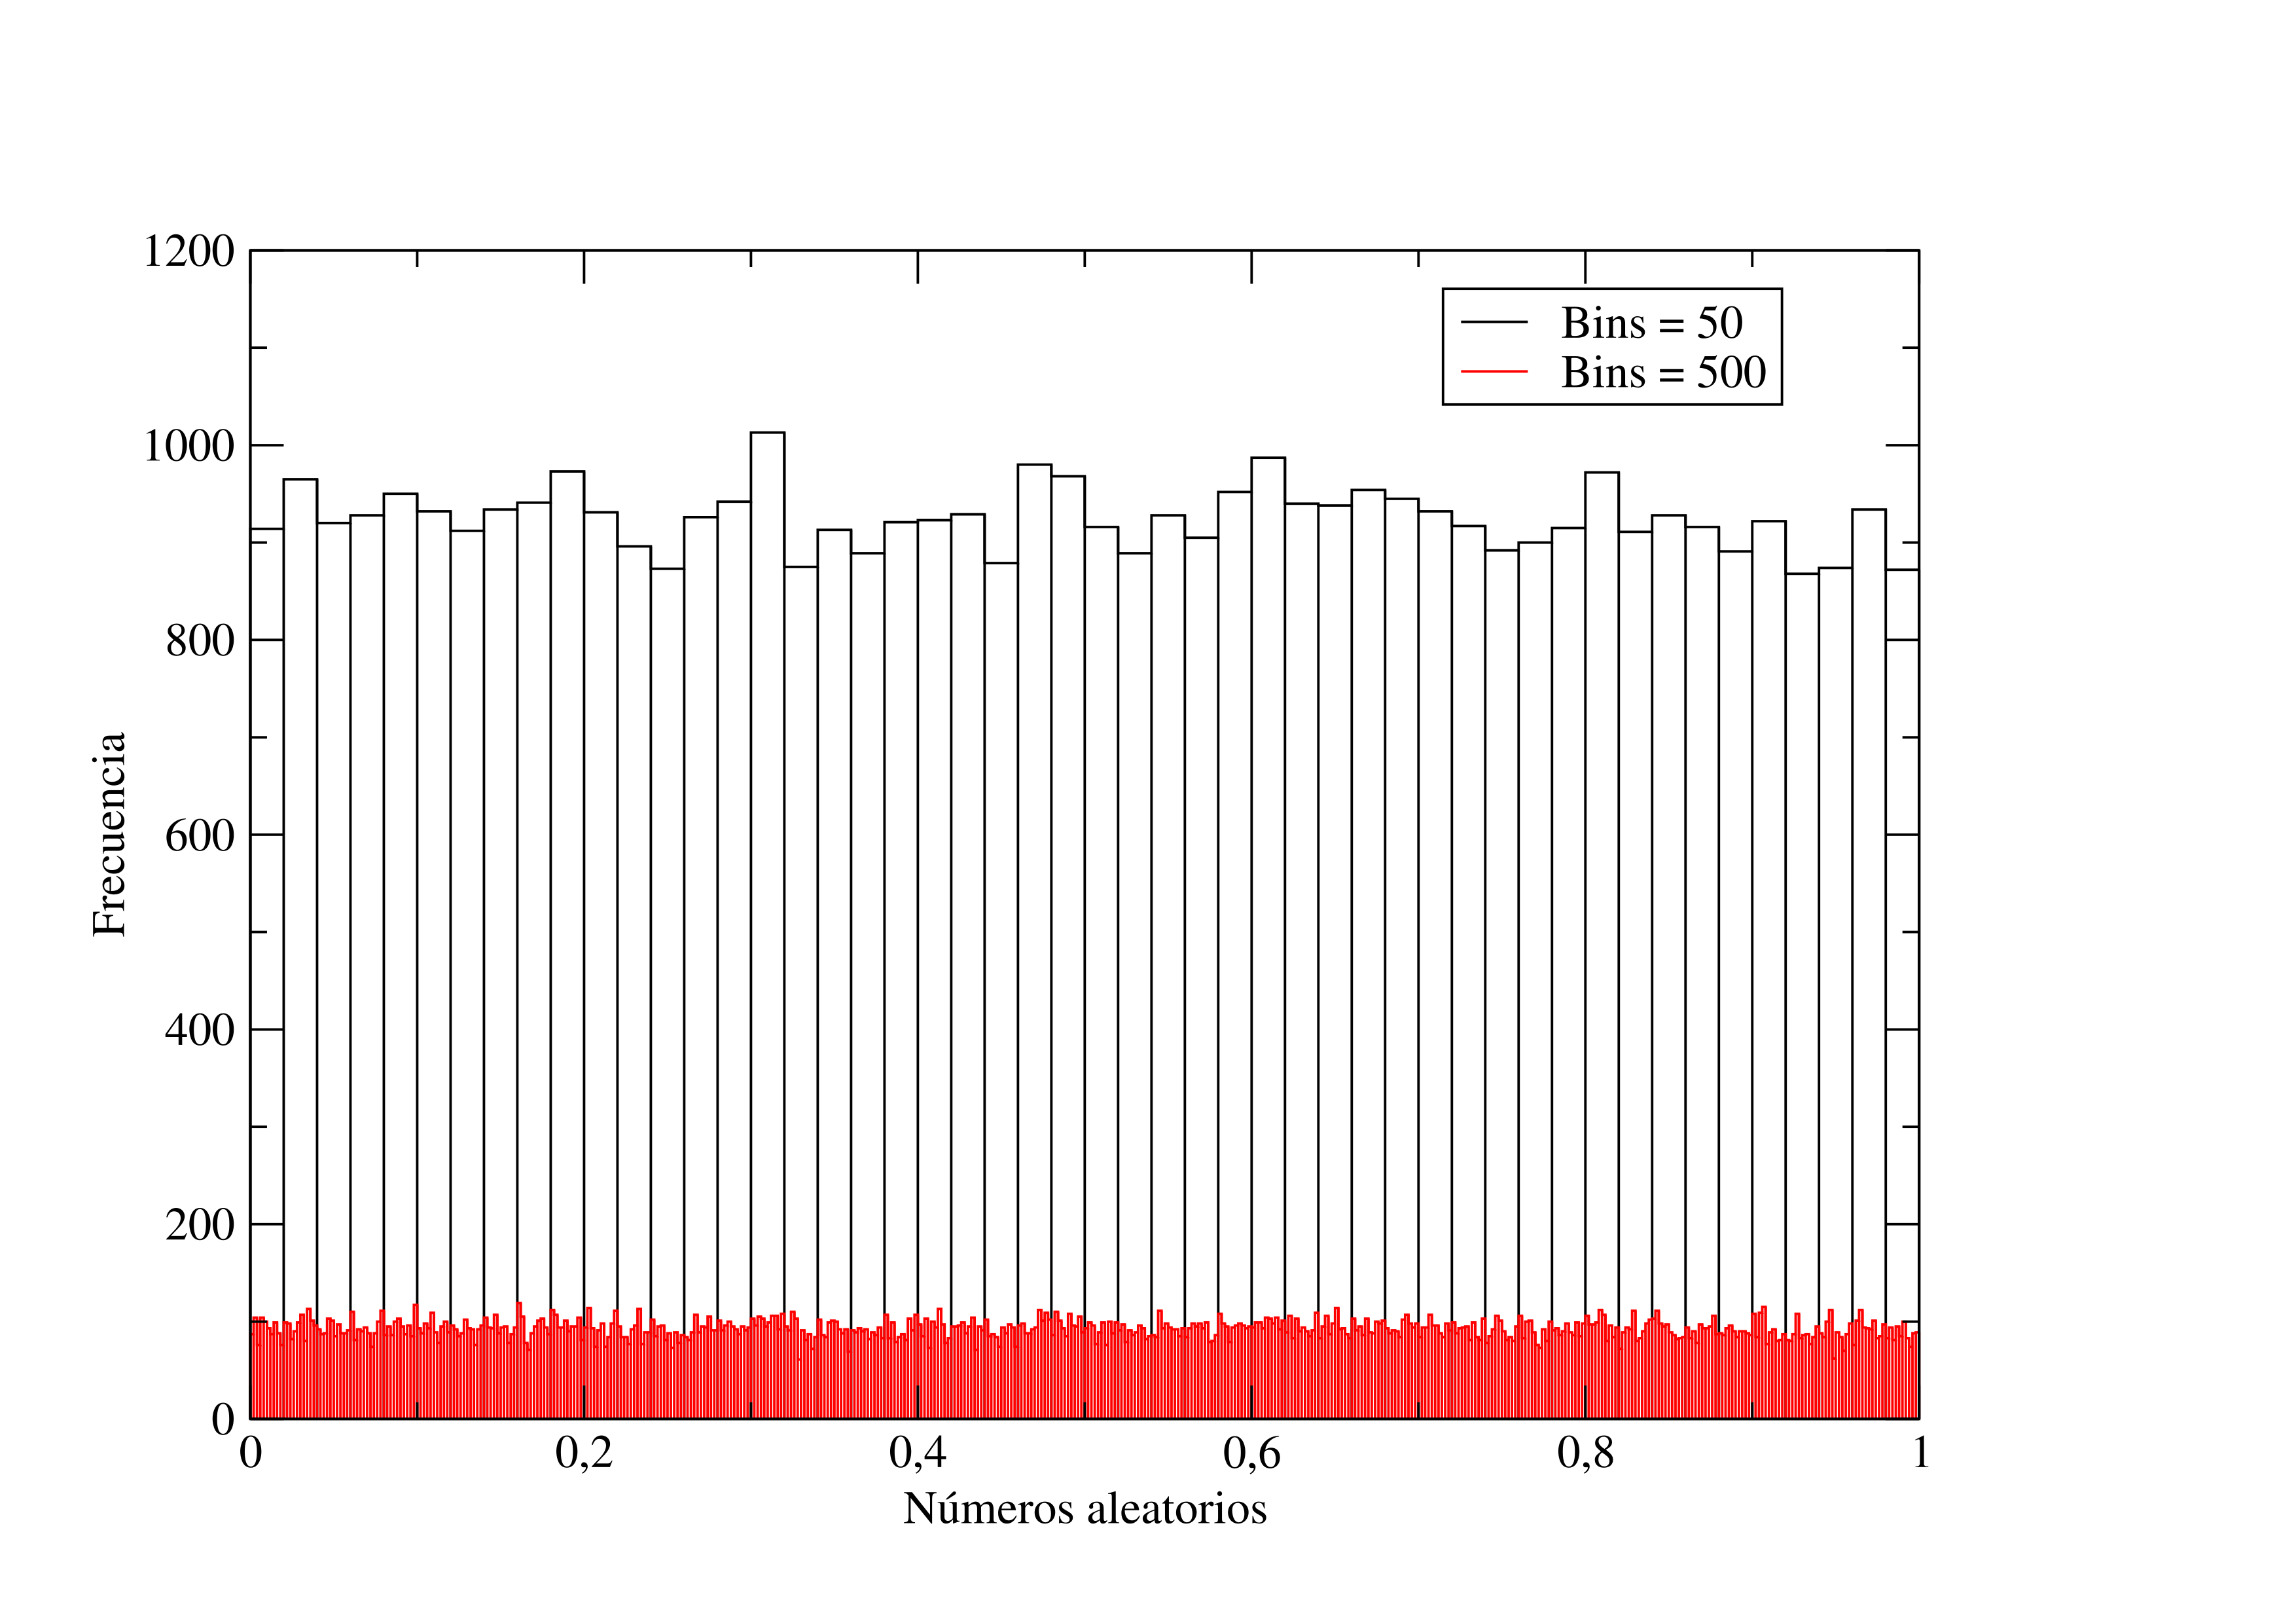 1200
1000
800
600
400
200
0
Frecuencia
Bins = 50
Bins = 500
0 0,2 0,4 0,6 0,8 1
Números aleatorios